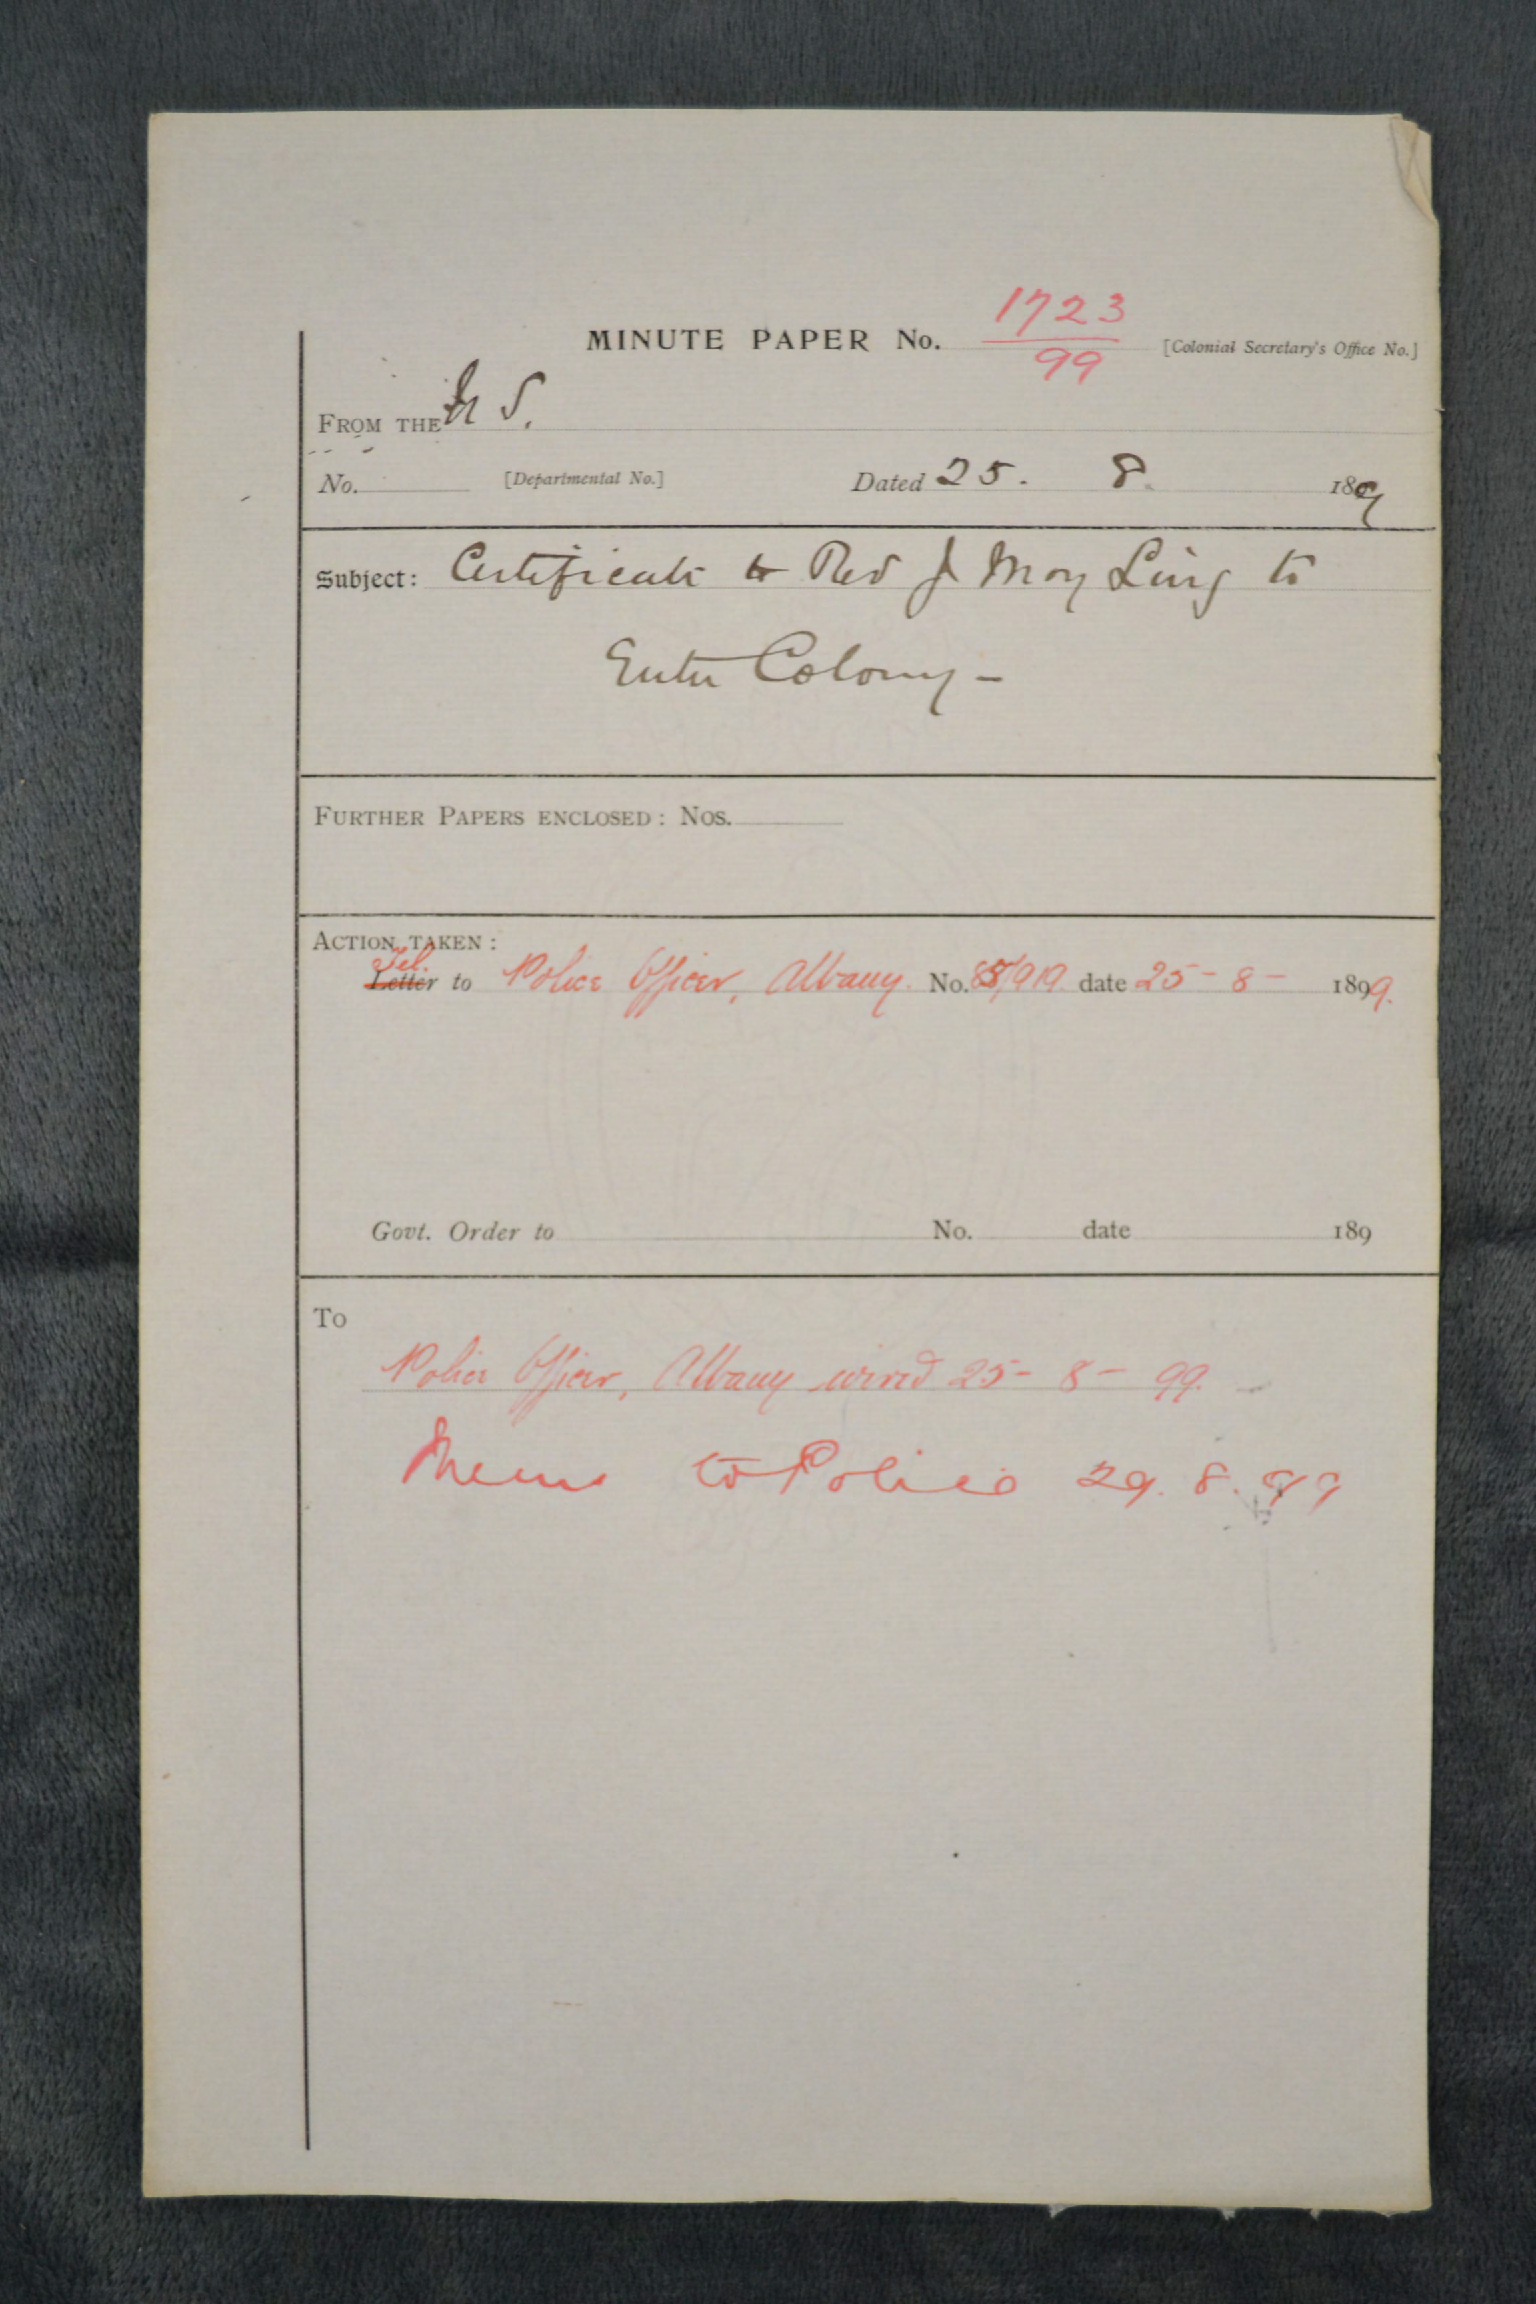 MINUTE PAPER No. 1723/99 [Colonial Secretary's Office No.]
FROM THE S.
No. [Departmental No.] Dated 25. 8. 1899
Subject: Certificate to Rev J Moy Ling to
Enter Colony -
FURTHER PAPERS ENCLOSED: Nos.
ACTION TAKEN:
Tel.
Letter to Police Officer, Albany. No. date 25 - 8 - 1899.
Govt. Order to No. date 189
To
Police Officer, Albany wired 25 - 8 - 99.
Memo to Police 29. 8. 99